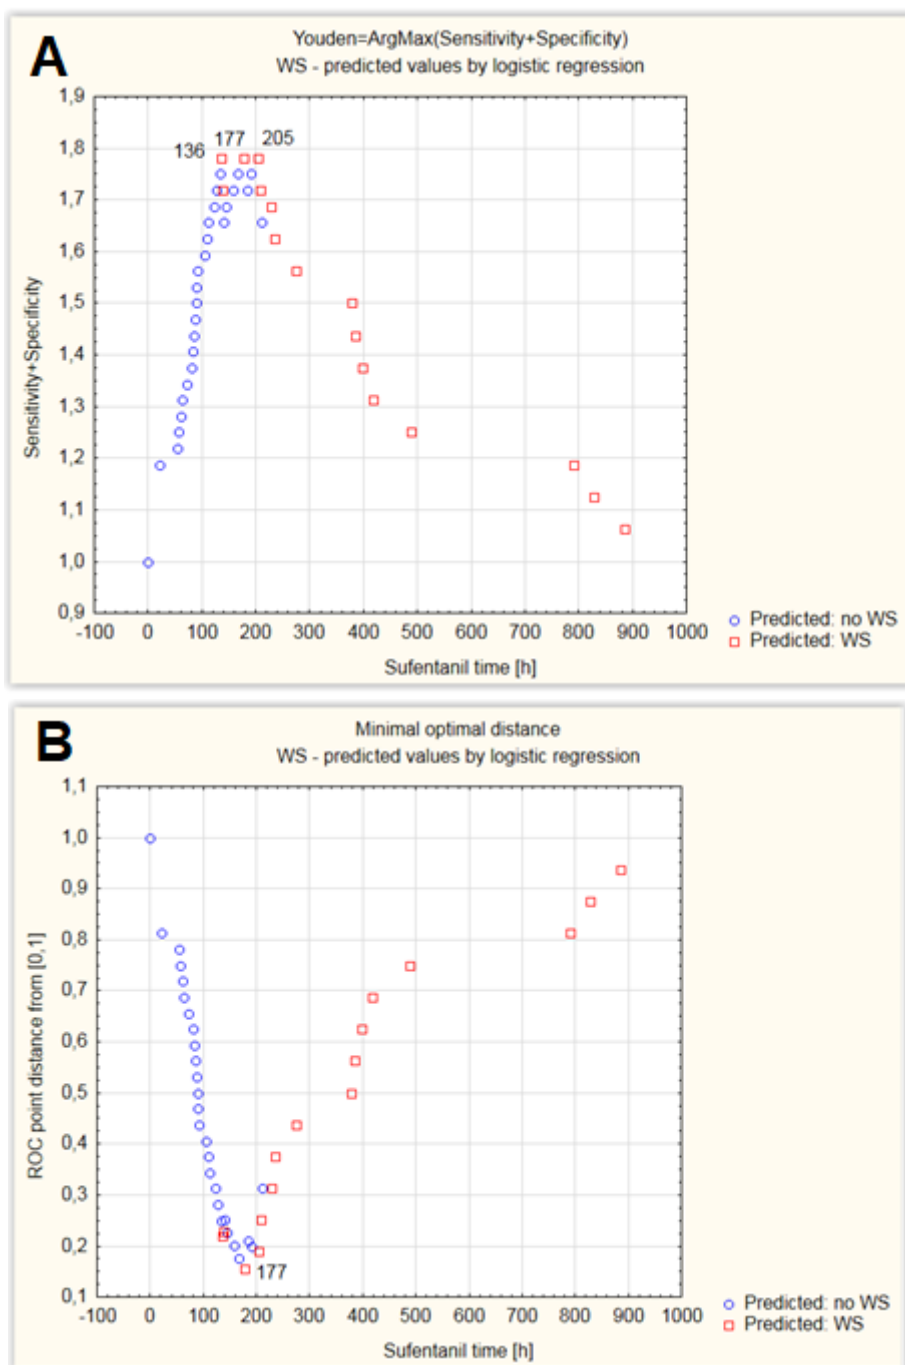 A
Youden=ArgMax(Sensitivity+Specificity)
WS - predicted values by logistic regression
1,9
1,8
1,7
1,6
1,5
1,4
1,3
1,2
1,1
1,0
0,9
Sensitivity+Specificity
136
177
205
-100 0 100 200 300 400 500 600 700 800 900 1000
Sufentanil time [h]
Predicted: no WS
Predicted: WS
B
Minimal optimal distance
WS - predicted values by logistic regression
1,1
1,0
0,9
0,8
0,7
0,6
0,5
0,4
0,3
0,2
0,1
ROC point distance from [0,1]
177
-100 0 100 200 300 400 500 600 700 800 900 1000
Sufentanil time [h]
Predicted: no WS
Predicted: WS